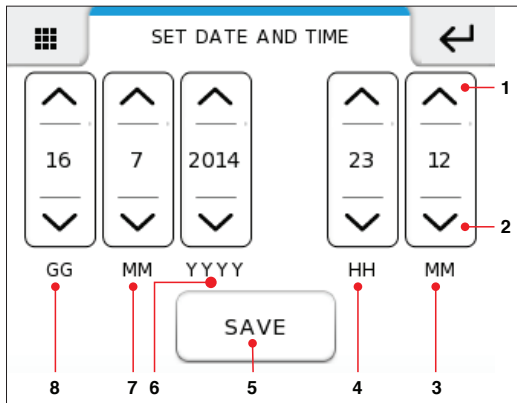 SET DATE AND TIME
1
16 7 2014 23 12
2
GG MM YYYY HH MM
SAVE
8 7 6 5 4 3